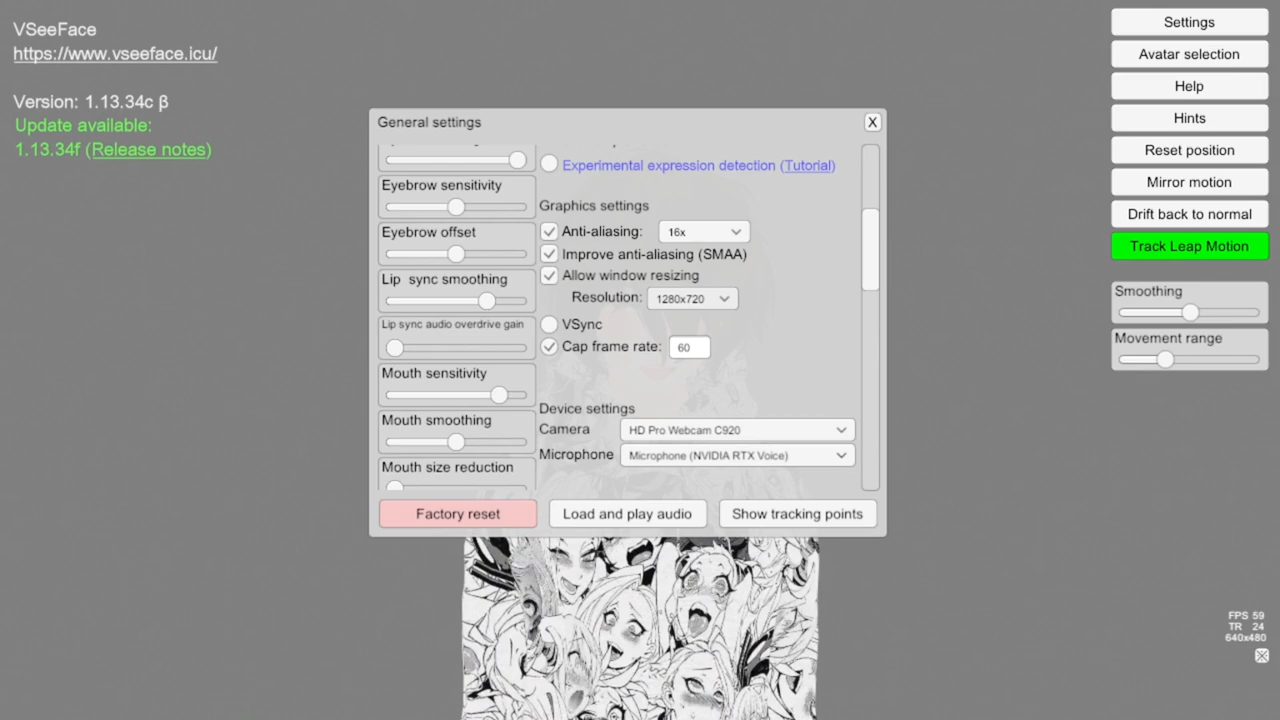 VSeeFace
https://www.vseeface.icu/
Version: 1.13.34c β
Update available:
1.13.34f (Release notes)
General settings
X
Eyebrow sensitivity
Eyebrow offset
Lip sync smoothing
Lip sync audio overdrive gain
Mouth sensitivity
Mouth smoothing
Mouth size reduction
Experimental expression detection (Tutorial)
Graphics settings
Anti-aliasing: 16x
Improve anti-aliasing (SMAA)
Allow window resizing
Resolution: 1280x720
VSync
Cap frame rate: 60
Device settings
Camera HD Pro Webcam C920
Microphone Microphone (NVIDIA RTX Voice)
Factory reset
Load and play audio
Show tracking points
Settings
Avatar selection
Help
Hints
Reset position
Mirror motion
Drift back to normal
Track Leap Motion
Smoothing
Movement range
FPS 59
TR 24
640x480